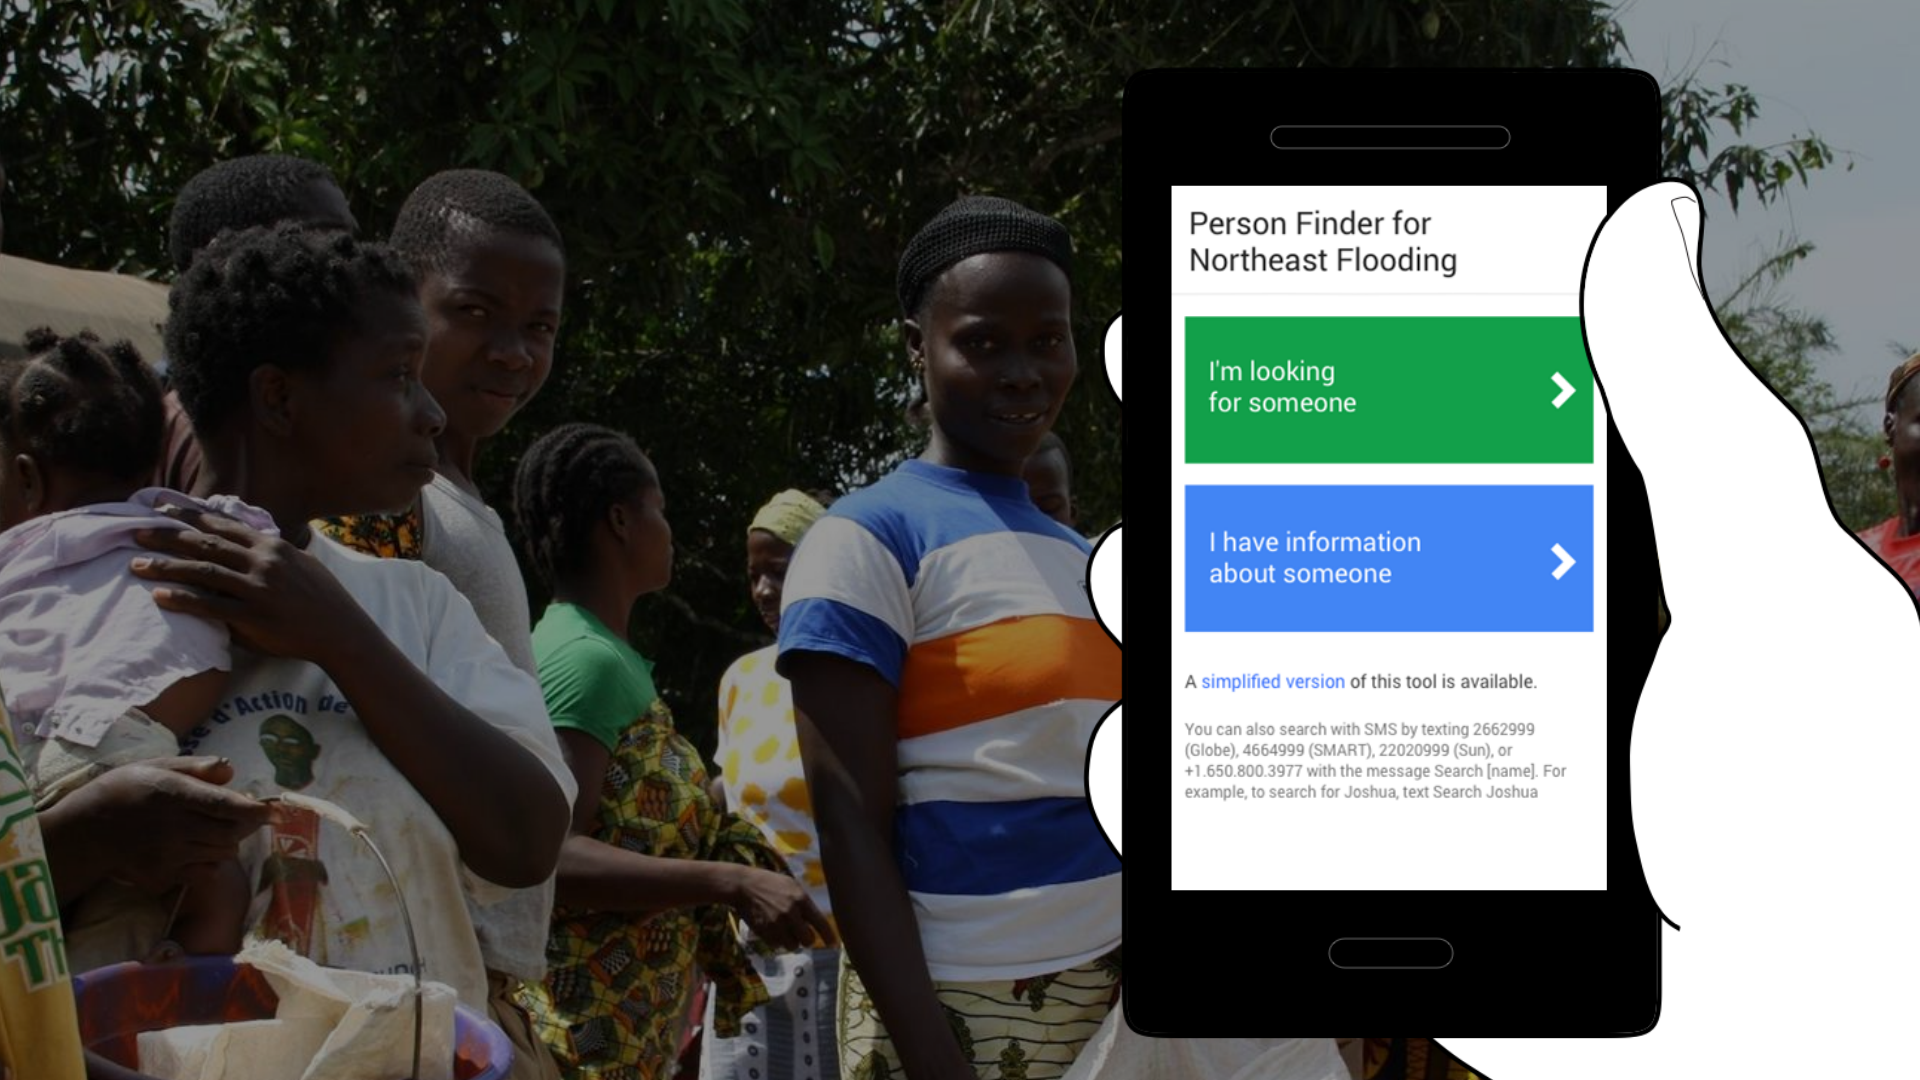 Person Finder for
Northeast Flooding
I'm looking
for someone
I have information
about someone
A simplified version of this tool is available.
You can also search with SMS by texting 2662999
(Globe), 4664999 (SMART), 22020999 (Sun), or
+1.650.800.3977 with the message Search [name]. For
example, to search for Joshua, text Search Joshua
d'Action de